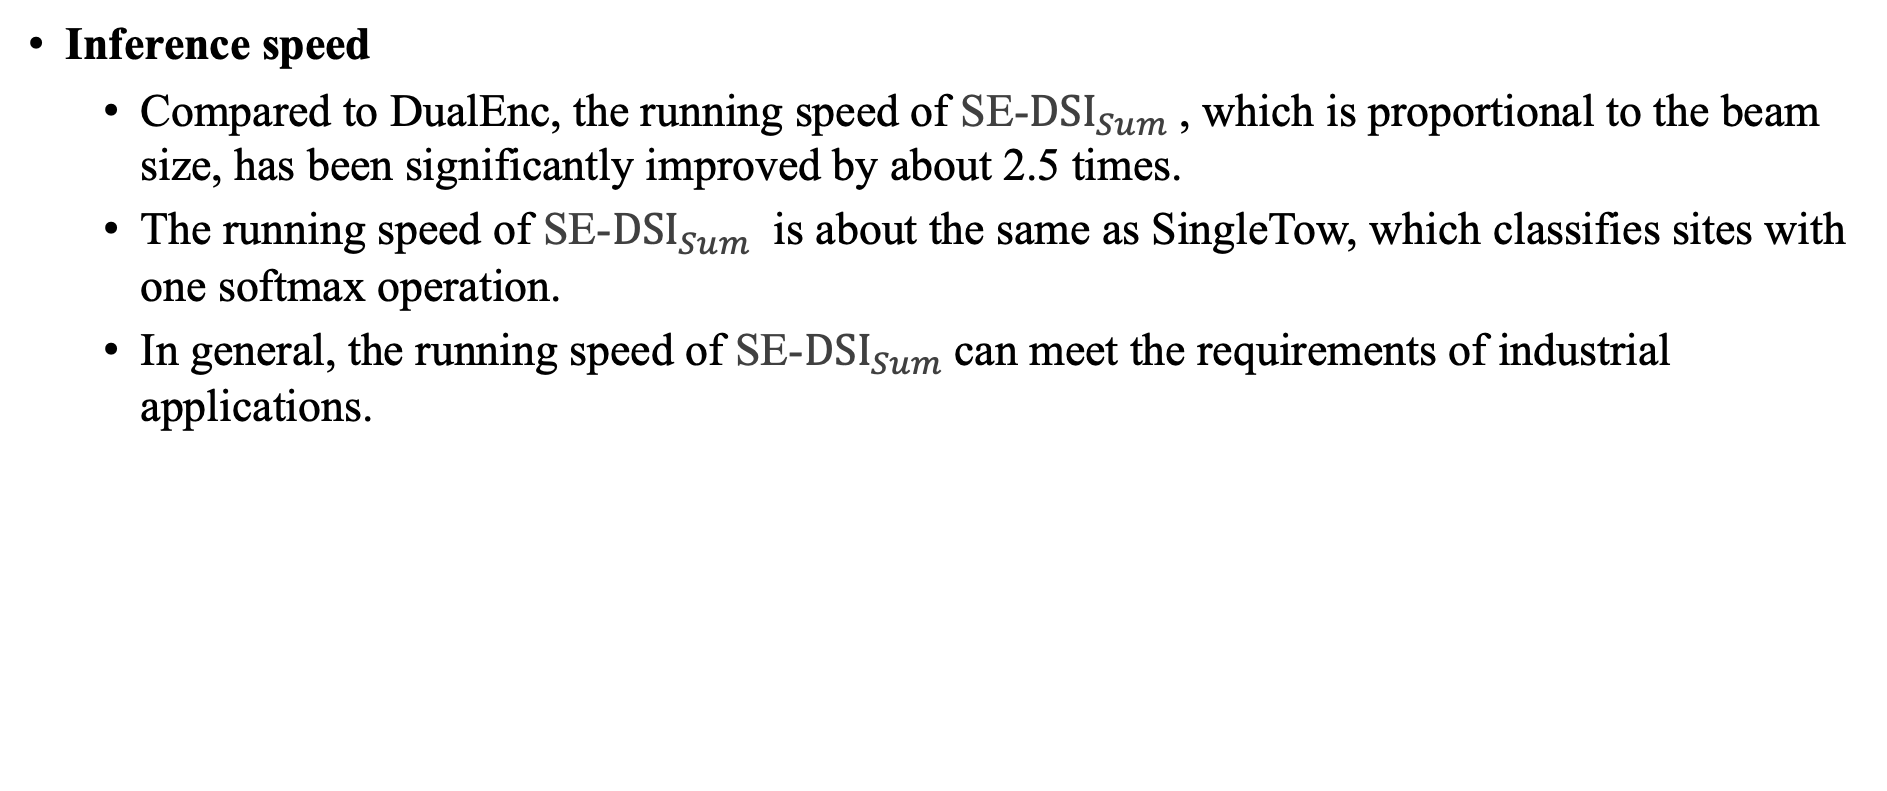 • Inference speed
• Compared to DualEnc, the running speed of SE-DSI_Sum , which is proportional to the beam
size, has been significantly improved by about 2.5 times.
• The running speed of SE-DSI_Sum is about the same as SingleTow, which classifies sites with
one softmax operation.
• In general, the running speed of SE-DSI_Sum can meet the requirements of industrial
applications.